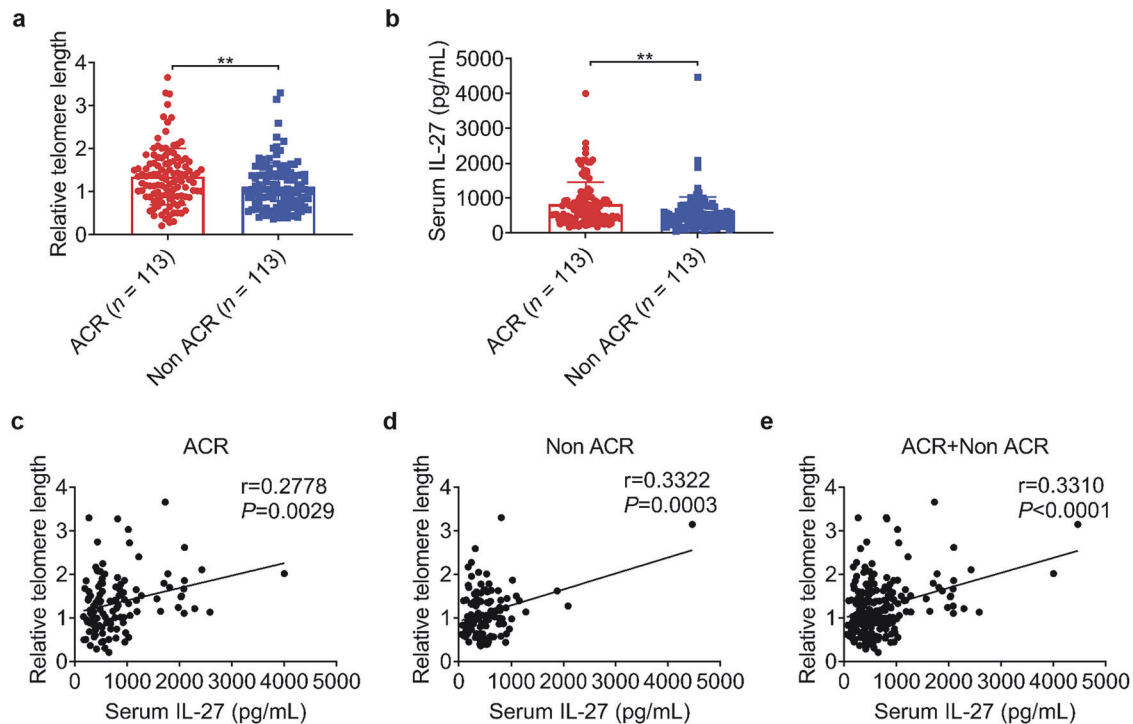 a
Relative telomere length
4
3
2
1
0
**
ACR (n = 113)
Non ACR (n = 113)
b
Serum IL-27 (pg/mL)
5000
4000
3000
2000
1000
0
**
ACR (n = 113)
Non ACR (n = 113)
c
ACR
r=0.2778
P=0.0029
Relative telomere length
4
3
2
1
0
0 1000 2000 3000 4000 5000
Serum IL-27 (pg/mL)
d
Non ACR
r=0.3322
P=0.0003
Relative telomere length
4
3
2
1
0
0 1000 2000 3000 4000 5000
Serum IL-27 (pg/mL)
e
ACR+Non ACR
r=0.3310
P<0.0001
Relative telomere length
4
3
2
1
0
0 1000 2000 3000 4000 5000
Serum IL-27 (pg/mL)